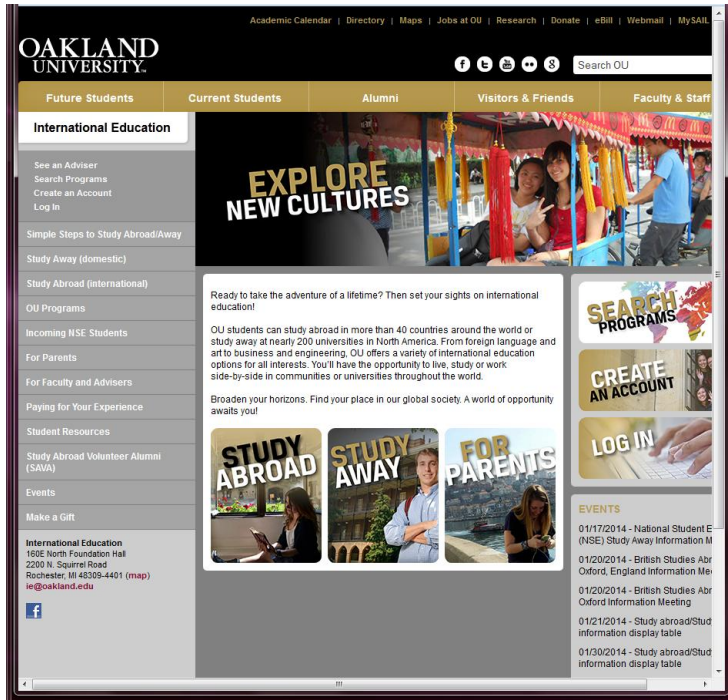 Academic Calendar | Directory | Maps | Jobs at OU | Research | Donate | eBill | Webmail | MySAIL
OAKLAND
UNIVERSITY
Search OU
Future Students
Current Students
Alumni
Visitors & Friends
Faculty & Staff
International Education
See an Adviser
Search Programs
Create an Account
Log In
Simple Steps to Study Abroad/Away
Study Away (domestic)
Study Abroad (international)
OU Programs
Incoming NSE Students
For Parents
For Faculty and Advisers
Paying for Your Experience
Student Resources
Study Abroad Volunteer Alumni
(SAVA)
Events
Make a Gift
International Education
160E North Foundation Hall
2200 N. Squirrel Road
Rochester, MI 48309-4401 (map)
ie@oakland.edu
EXPLORE
NEW CULTURES
Ready to take the adventure of a lifetime? Then set your sights on international
education!
OU students can study abroad in more than 40 countries around the world or
study away at nearly 200 universities in North America. From foreign language and
art to business and engineering, OU offers a variety of international education
options for all interests. You'll have the opportunity to live, study or work
side-by-side in communities or universities throughout the world.
Broaden your horizons. Find your place in our global society. A world of opportunity
awaits you!
STUDY
ABROAD
STUDY
AWAY
FOR
PARENTS
SEARCH
PROGRAMS
CREATE
AN ACCOUNT
LOG IN
EVENTS
01/17/2014 - National Student E
(NSE) Study Away Information M
01/20/2014 - British Studies Abr
Oxford, England Information Me
01/20/2014 - British Studies Abr
Oxford Information Meeting
01/21/2014 - Study abroad/Stud
information display table
01/30/2014 - Study abroad/Stud
information display table